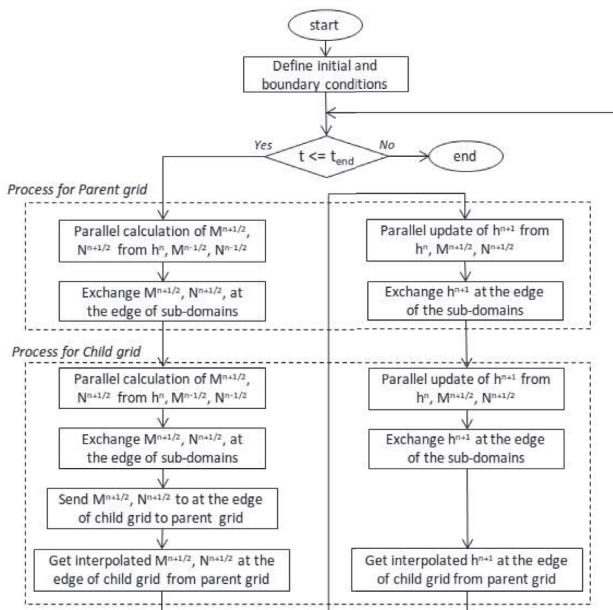 start
Define initial and
boundary conditions
Yes
No
t <= t_end
end
Process for Parent grid
Parallel calculation of Mⁿ⁺¹/²,
Nⁿ⁺¹/² from hⁿ, Mⁿ⁻¹/², Nⁿ⁻¹/²
Exchange Mⁿ⁺¹/², Nⁿ⁺¹/², at
the edge of sub-domains
Parallel update of hⁿ⁺¹ from
hⁿ, Mⁿ⁺¹/², Nⁿ⁺¹/²
Exchange hⁿ⁺¹ at the edge
of the sub-domains
Process for Child grid
Parallel calculation of Mⁿ⁺¹/²,
Nⁿ⁺¹/² from hⁿ, Mⁿ⁻¹/², Nⁿ⁻¹/²
Exchange Mⁿ⁺¹/², Nⁿ⁺¹/², at
the edge of sub-domains
Send Mⁿ⁺¹/², Nⁿ⁺¹/² to at the edge
of child grid to parent grid
Get interpolated Mⁿ⁺¹/², Nⁿ⁺¹/² at the
edge of child grid from parent grid
Parallel update of hⁿ⁺¹ from
hⁿ, Mⁿ⁺¹/², Nⁿ⁺¹/²
Exchange hⁿ⁺¹ at the edge
of the sub-domains
Get interpolated hⁿ⁺¹ at the edge
of child grid from parent grid